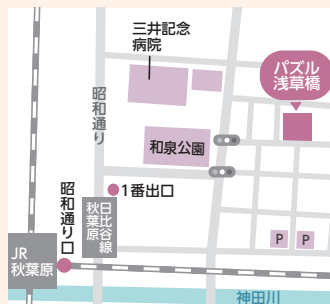 三井記念
病院
パズル
浅草橋
昭和通り
和泉公園
1番出口
昭和通り口
日比谷線
秋葉原
P
P
JR
秋葉原
神田川